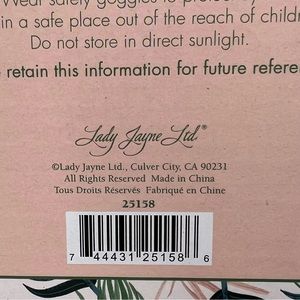 Wear safety goggles to protect
in a safe place out of the reach of childr
Do not store in direct sunlight.
e retain this information for future refere
Lady Jayne Ltd.®
©Lady Jayne Ltd., Culver City, CA 90231
All Rights Reserved Made in China
Tous Droits Réservés Fabriqué en Chine
25158
7 44431 25158 6